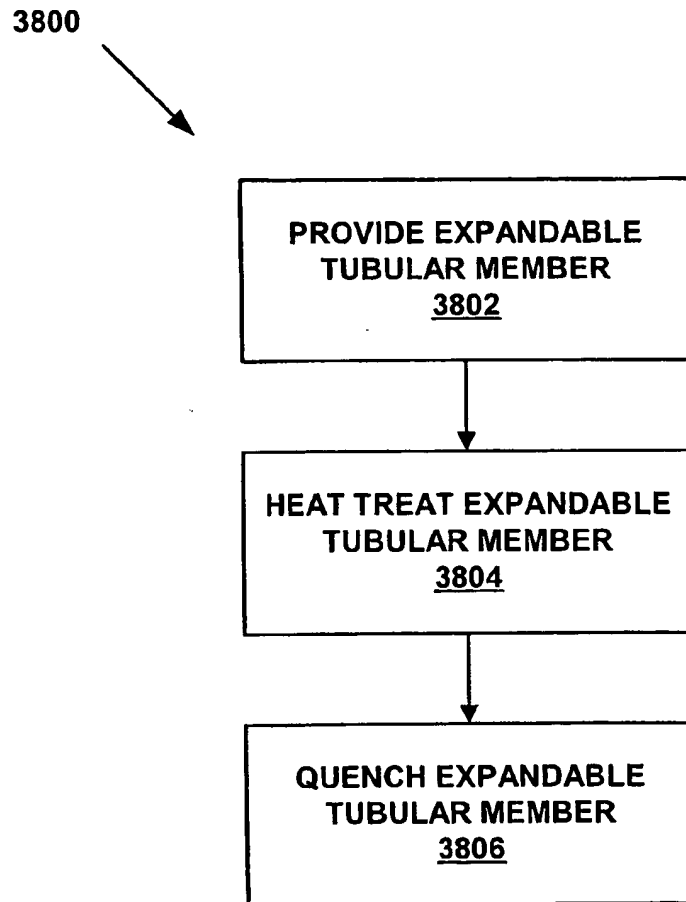 3800
PROVIDE EXPANDABLE
TUBULAR MEMBER
3802
HEAT TREAT EXPANDABLE
TUBULAR MEMBER
3804
QUENCH EXPANDABLE
TUBULAR MEMBER
3806